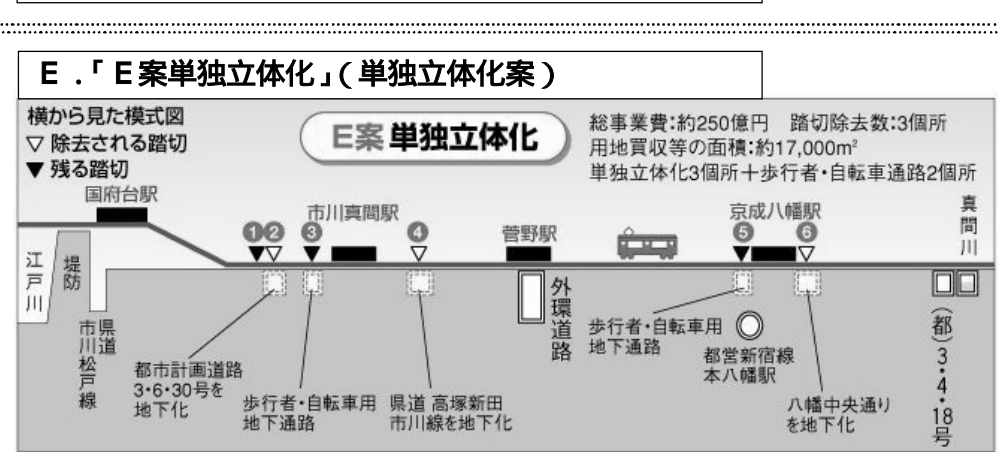 E.「E案単独立体化」(単独立体化案)
横から見た模式図
▽ 除去される踏切
▼ 残る踏切
E案 単独立体化
総事業費:約250億円 踏切除去数:3個所
用地買収等の面積:約17,000m²
単独立体化3個所+歩行者・自転車通路2個所
国府台駅
市川真間駅
菅野駅
京成八幡駅
真間川
❶❷
❸
❹
❺
❻
江戸川
堤防
県道
市川松戸線
都市計画道路
3・6・30号を
地下化
歩行者・自転車用
地下通路
県道 高塚新田
市川線を地下化
外環道路
歩行者・自転車用
地下通路
都営新宿線
本八幡駅
八幡中央通り
を地下化
(都)3・4・18号